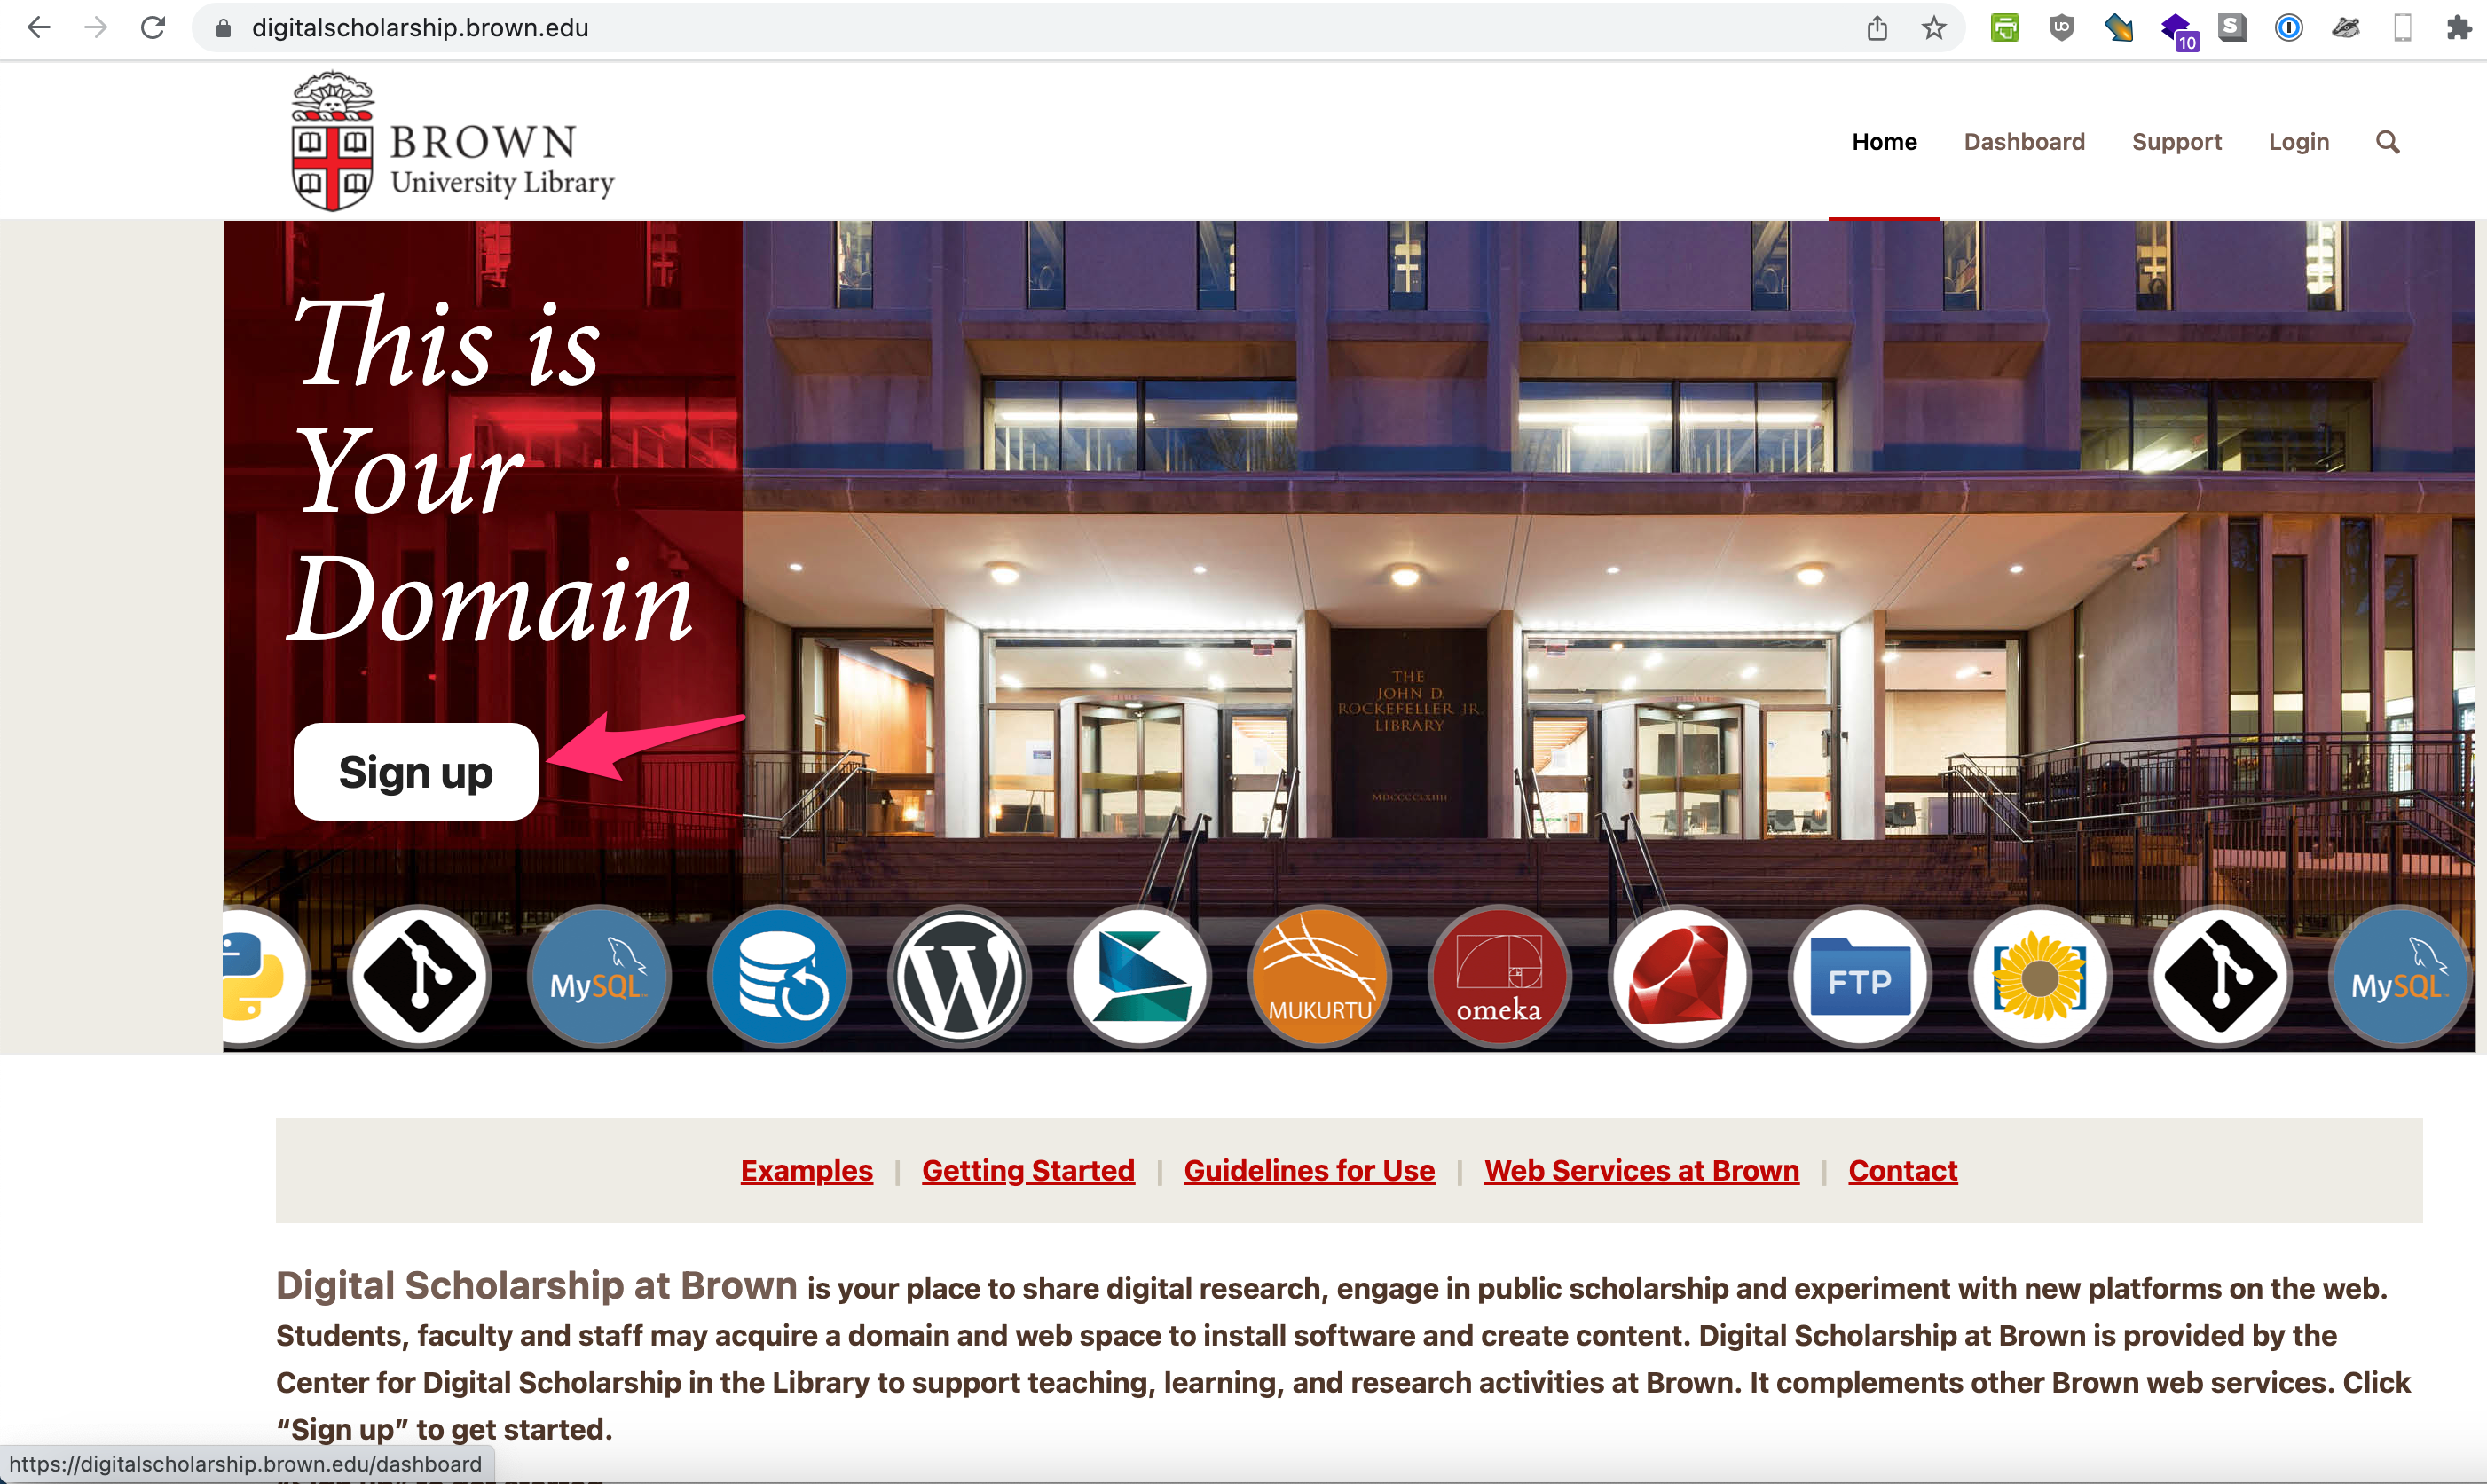 digitalscholarship.brown.edu
10
S
BROWN
University Library
Home Dashboard Support Login
This is
Your
Domain
Sign up
THE
JOHN D.
ROCKEFELLER JR.
LIBRARY
MDCCCCLXIIII
MySQL
W
MUKURTU
omeka
FTP
MySQL
Examples | Getting Started | Guidelines for Use | Web Services at Brown | Contact
Digital Scholarship at Brown is your place to share digital research, engage in public scholarship and experiment with new platforms on the web.
Students, faculty and staff may acquire a domain and web space to install software and create content. Digital Scholarship at Brown is provided by the
Center for Digital Scholarship in the Library to support teaching, learning, and research activities at Brown. It complements other Brown web services. Click
“Sign up” to get started.
https://digitalscholarship.brown.edu/dashboard